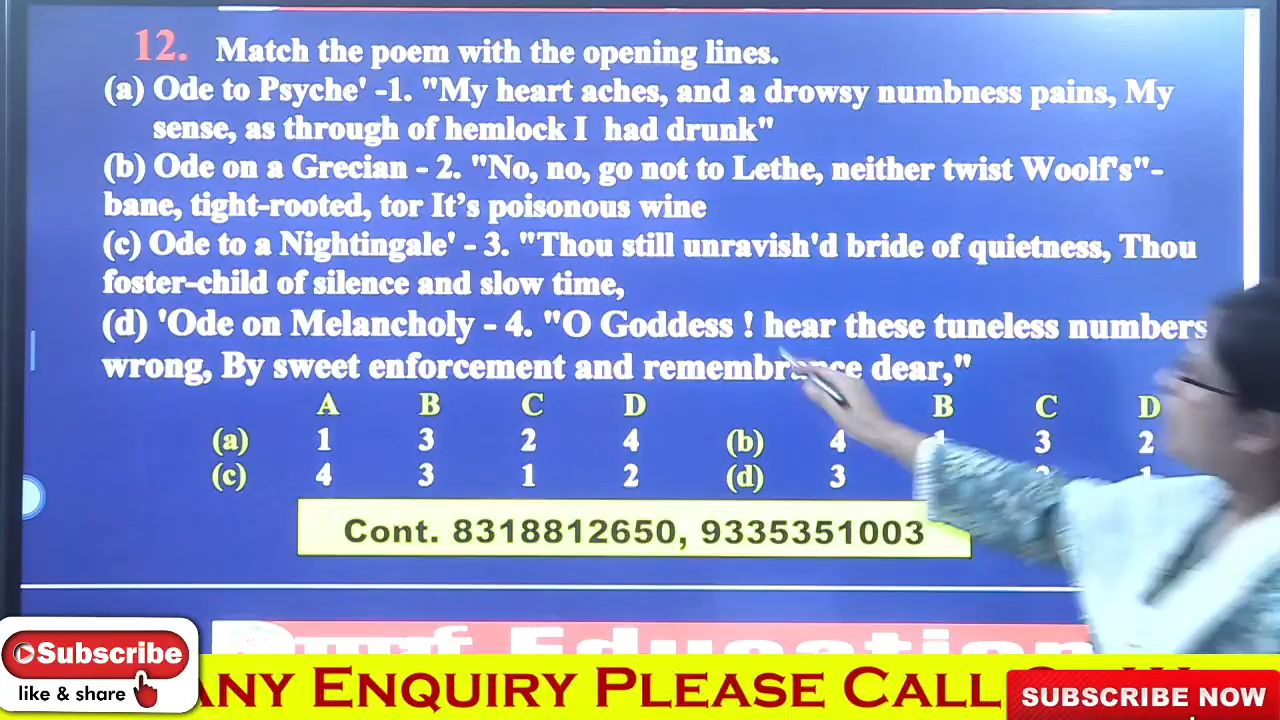 12. Match the poem with the opening lines.
(a) Ode to Psyche' -1. "My heart aches, and a drowsy numbness pains, My
sense, as through of hemlock I had drunk"
(b) Ode on a Grecian - 2. "No, no, go not to Lethe, neither twist Woolf's"-
bane, tight-rooted, tor It's poisonous wine
(c) Ode to a Nightingale' - 3. "Thou still unravish'd bride of quietness, Thou
foster-child of silence and slow time,
(d) 'Ode on Melancholy - 4. "O Goddess ! hear these tuneless numbers
wrong, By sweet enforcement and remembrance dear,"
A B C D B C D
(a) 1 3 2 4 (b) 4 1 3 2
(c) 4 3 1 2 (d) 3
Cont. 8318812650, 9335351003
Education
Subscribe
like & share
ANY ENQUIRY PLEASE CALL
SUBSCRIBE NOW